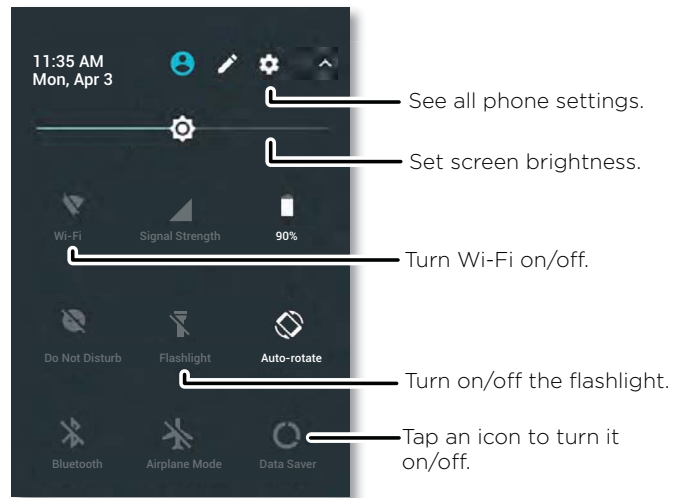 11:35 AM
Mon, Apr 3
See all phone settings.
Set screen brightness.
Wi-Fi
Signal Strength
90%
Turn Wi-Fi on/off.
Do Not Disturb
Flashlight
Auto-rotate
Turn on/off the flashlight.
Bluetooth
Airplane Mode
Data Saver
Tap an icon to turn it
on/off.